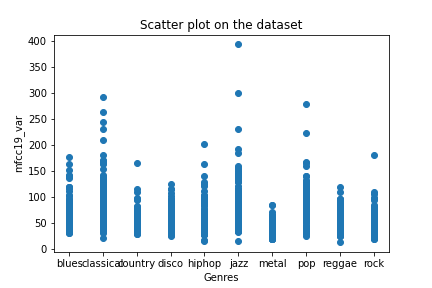 Scatter plot on the dataset
400
350
300
250
200
150
100
50
0
mfcc19_var
blues classical country disco hiphop jazz metal pop reggae rock
Genres